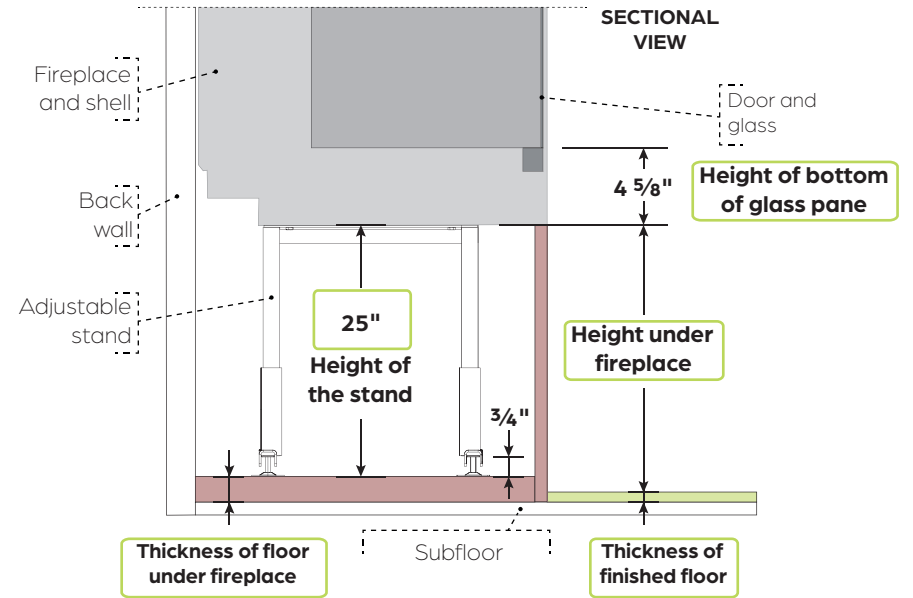 SECTIONAL
VIEW
Fireplace
and shell
Door and
glass
4 5/8"
Height of bottom
of glass pane
Back
wall
Adjustable
stand
25"
Height of
the stand
Height under
fireplace
3/4"
Thickness of floor
under fireplace
Subfloor
Thickness of
finished floor